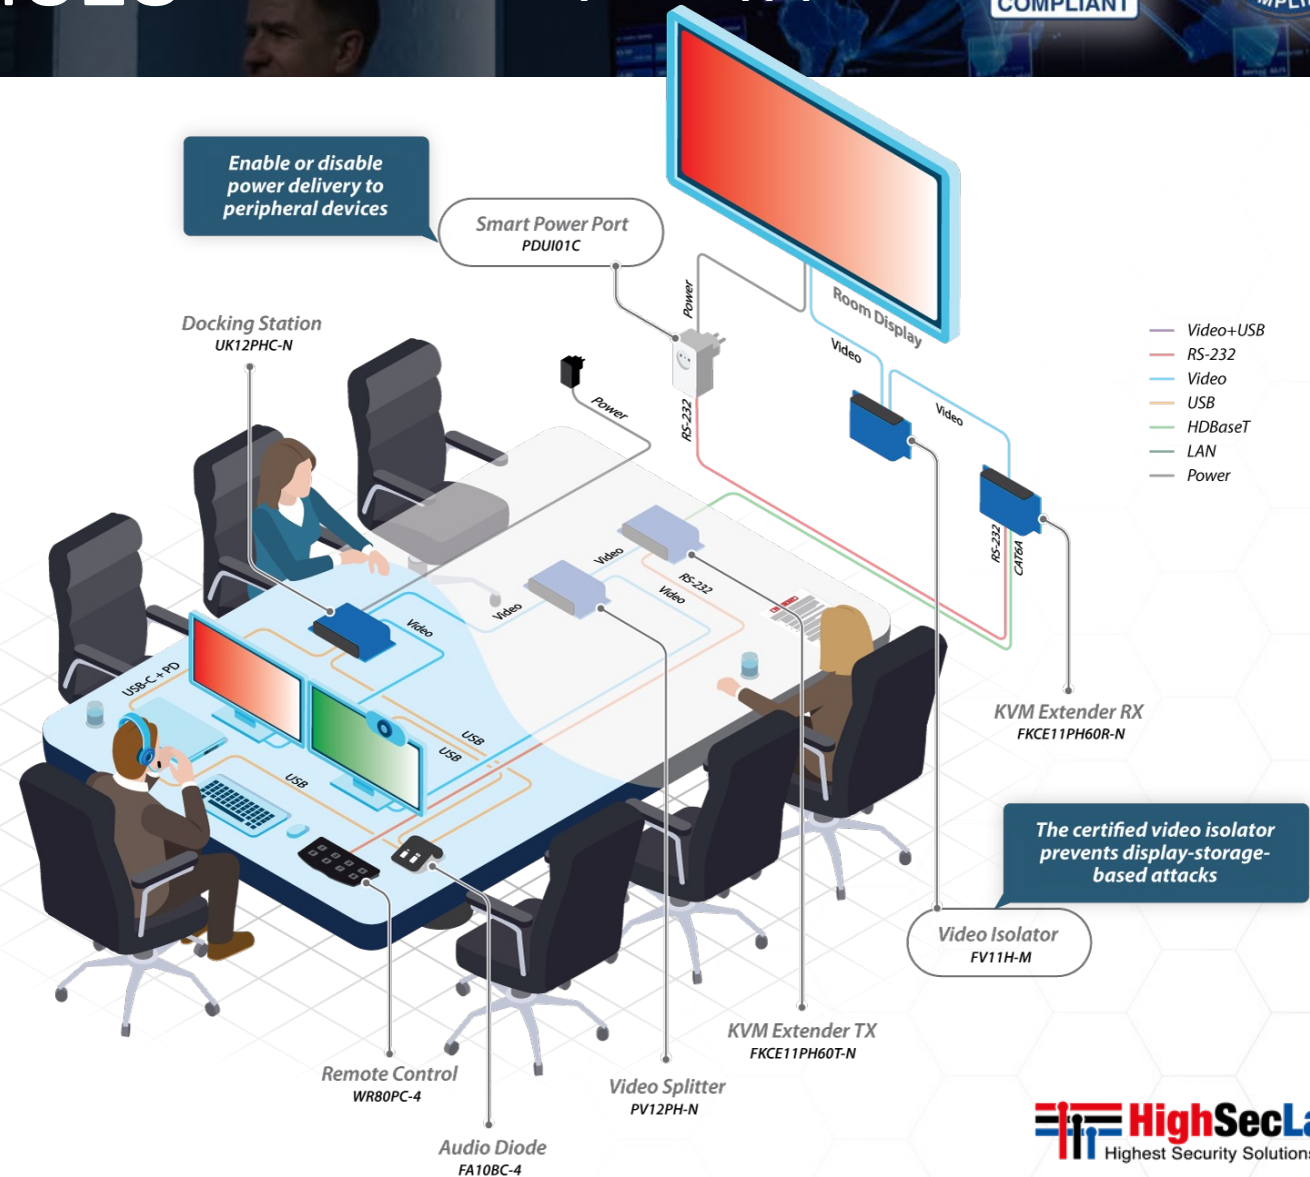 COMPLIANT
Enable or disable
power delivery to
peripheral devices
Smart Power Port
PDUI01C
Power
Room Display
Docking Station
UK12PHC-N
Video
Video
Power
RS-232
Video+USB
RS-232
Video
USB
HDBaseT
LAN
Power
RS-232
CAT6A
Video
RS-232
Video
Video
Video
USB-C + PD
USB
USB
USB
KVM Extender RX
FKCE11PH60R-N
The certified video isolator
prevents display-storage-
based attacks
Video Isolator
FV11H-M
KVM Extender TX
FKCE11PH60T-N
Remote Control
WR80PC-4
Video Splitter
PV12PH-N
Audio Diode
FA10BC-4
HighSecLa
Highest Security Solutions